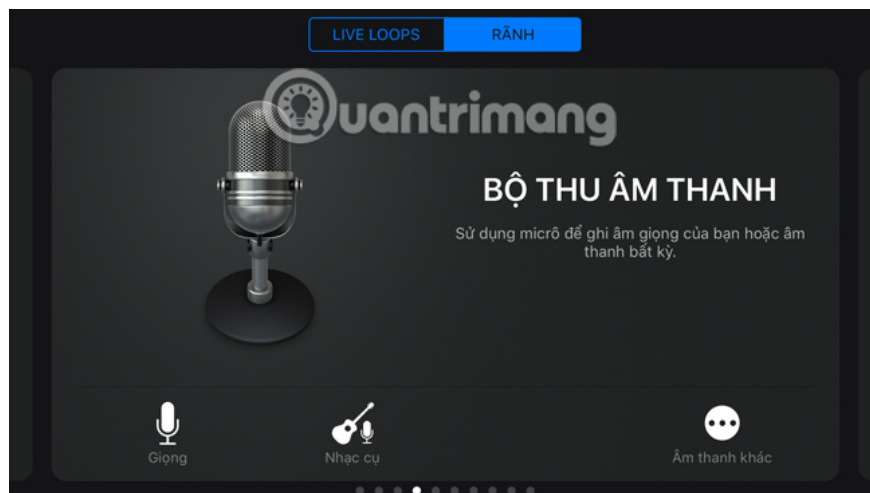 LIVE LOOPS
RÃNH
Quantrimang
BỘ THU ÂM THANH
Sử dụng micrô để ghi âm giọng của bạn hoặc âm
thanh bất kỳ.
Giọng
Nhạc cụ
Âm thanh khác